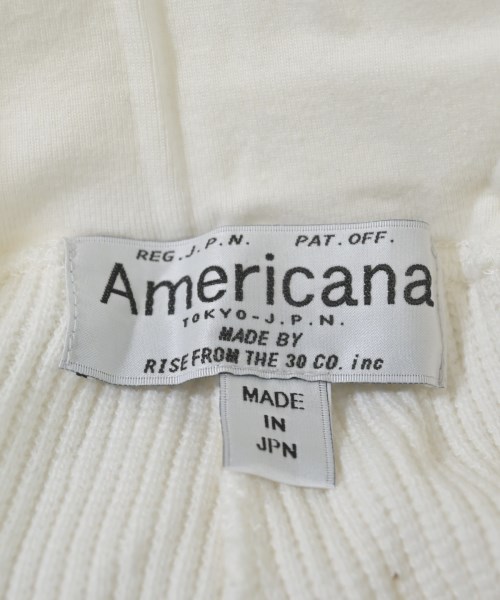 REG.J.P.N. PAT.OFF.
Americana
TOKYO-J.P.N.
MADE BY
RISE FROM THE 30 CO. inc
MADE
IN
JPN